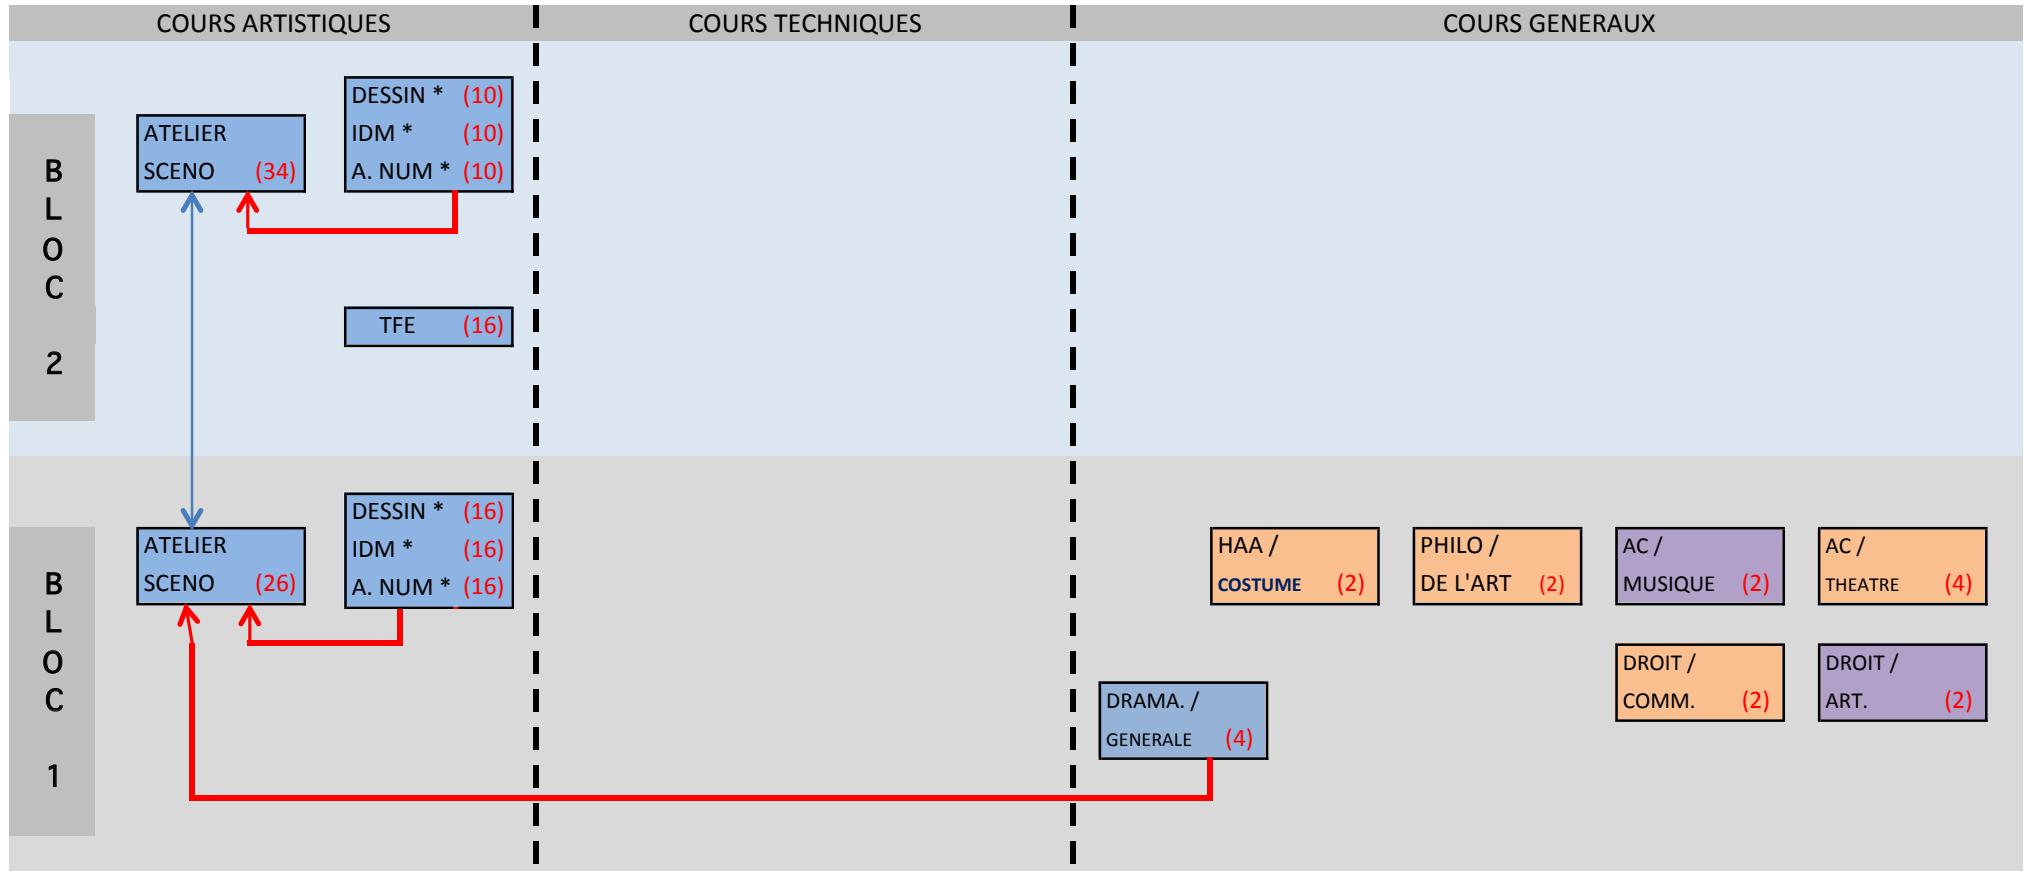 COURS ARTISTIQUES
COURS TECHNIQUES
COURS GENERAUX
BLOC 2
ATELIER
SCENO (34)
DESSIN * (10)
IDM * (10)
A. NUM * (10)
TFE (16)
BLOC 1
ATELIER
SCENO (26)
DESSIN * (16)
IDM * (16)
A. NUM * (16)
HAA /
COSTUME (2)
PHILO /
DE L'ART (2)
AC /
MUSIQUE (2)
AC /
THEATRE (4)
DROIT /
COMM. (2)
DROIT /
ART. (2)
DRAMA. /
GENERALE (4)